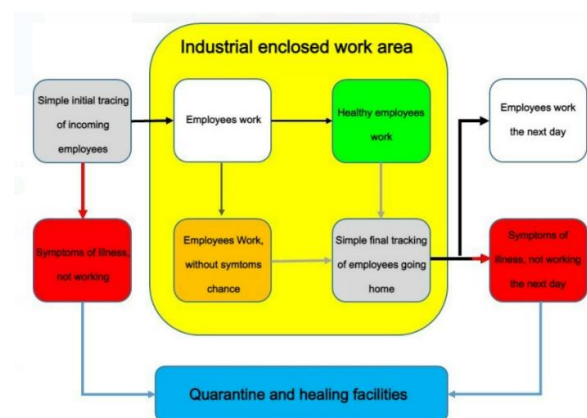 Industrial enclosed work area
Simple initial tracing
of incoming
employees
Employees work
Healthy employees
work
Employees work
the next day
Symptoms of Illness,
not working
Employees Work,
without symtoms
chance
Simple final tracking
of employees going
home
Symptoms of
illness, not working
the next day
Quarantine and healing facilities